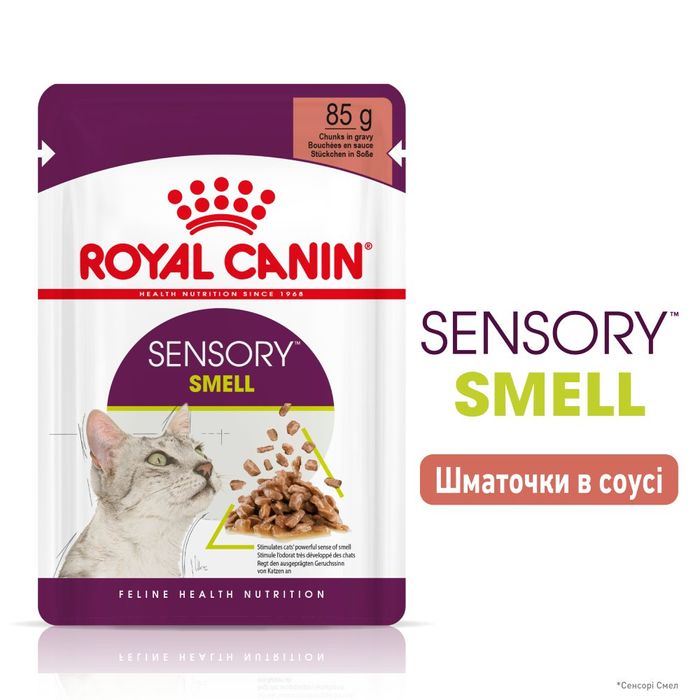 85 g
Chunks in gravy
Bouchées en sauce
Stückchen in Soße
ROYAL CANIN®
HEALTH NUTRITION SINCE 1968
SENSORY™
SMELL
Stimulates cats' powerful sense of smell
Stimule l'odorat très développé des chats
Regt den ausgeprägten Geruchssinn
von Katzen an
FELINE HEALTH NUTRITION
SENSORY™
SMELL
Шматочки в соусі
*Сенсорі Смел